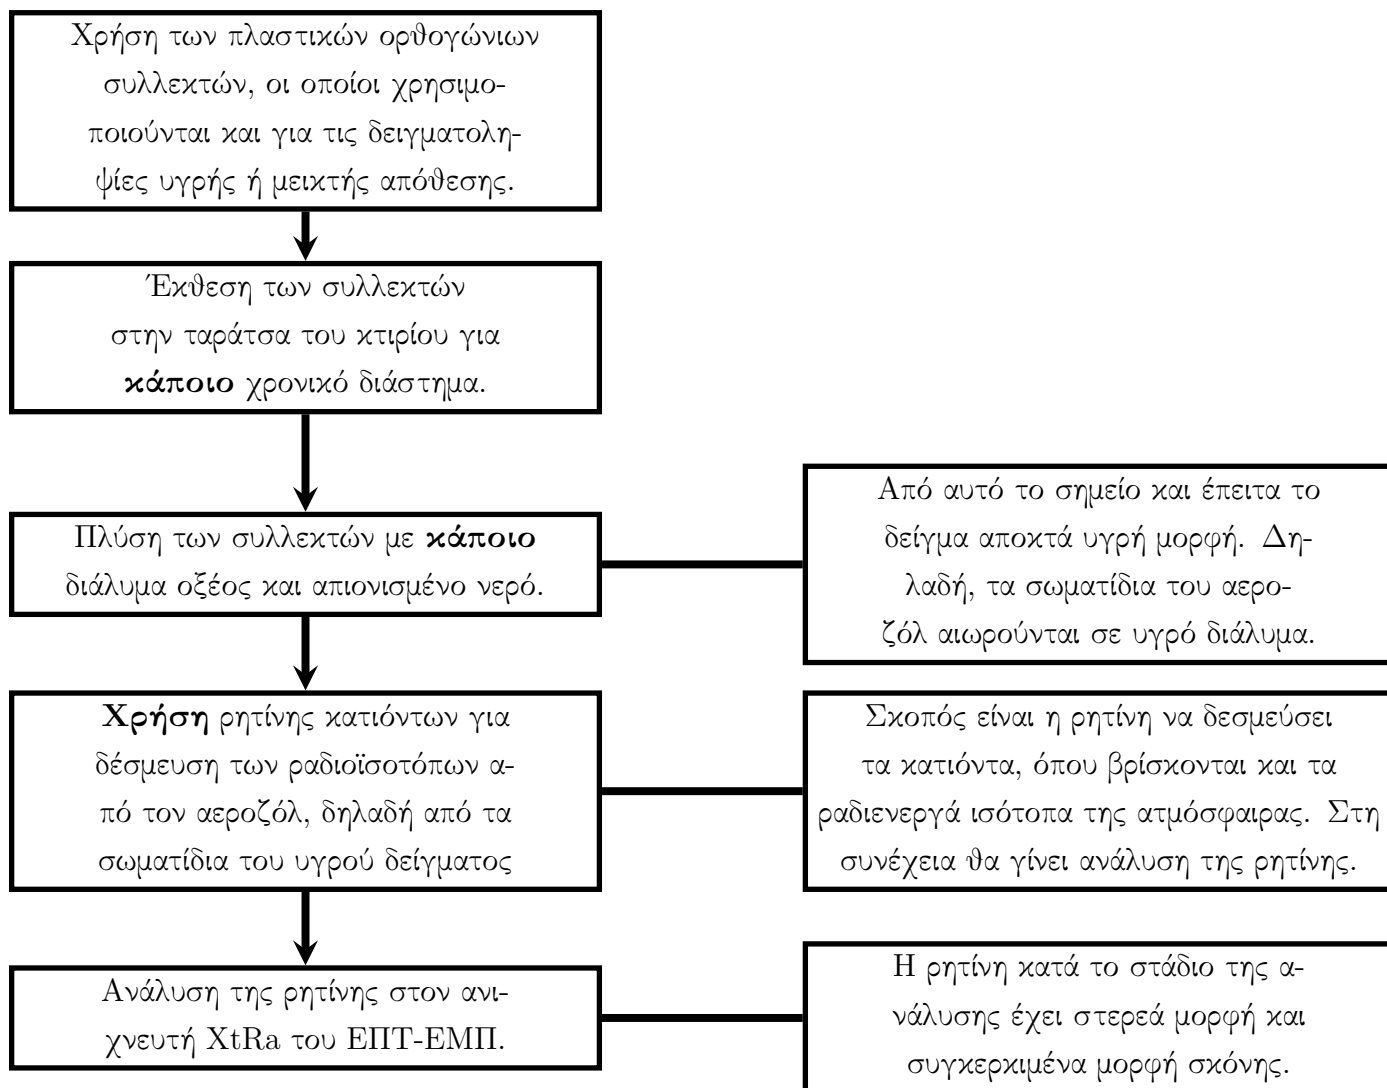 Χρήση των πλαστικών ορθογώνιων
συλλεκτών, οι οποίοι χρησιμο-
ποιούνται και για τις δειγματολη-
ψίες υγρής ή μεικτής απόθεσης.
Έκθεση των συλλεκτών
στην ταράτσα του κτιρίου για
κάποιο χρονικό διάστημα.
Πλύση των συλλεκτών με κάποιο
διάλυμα οξέος και απιονισμένο νερό.
Από αυτό το σημείο και έπειτα το
δείγμα αποκτά υγρή μορφή. Δη-
λαδή, τα σωματίδια του αερο-
ζόλ αιωρούνται σε υγρό διάλυμα.
Χρήση ρητίνης κατιόντων για
δέσμευση των ραδιοϊσοτόπων α-
πό τον αεροζόλ, δηλαδή από τα
σωματίδια του υγρού δείγματος
Σκοπός είναι η ρητίνη να δεσμεύσει
τα κατιόντα, όπου βρίσκονται και τα
ραδιενεργά ισότοπα της ατμόσφαιρας. Στη
συνέχεια θα γίνει ανάλυση της ρητίνης.
Ανάλυση της ρητίνης στον ανι-
χνευτή XtRa του ΕΠΤ-ΕΜΠ.
Η ρητίνη κατά το στάδιο της α-
νάλυσης έχει στερεά μορφή και
συγκερκιμένα μορφή σκόνης.